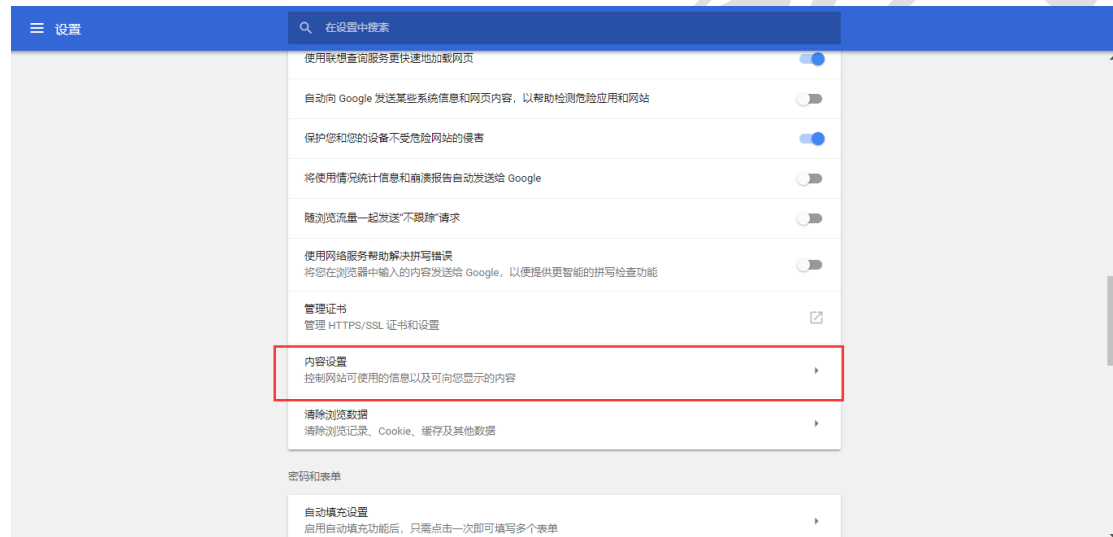 设置
在设置中搜索
使用联想查询服务更快速地加载网页
自动向 Google 发送某些系统信息和网页内容，以帮助检测危险应用和网站
保护您和您的设备不受危险网站的侵害
将使用情况统计信息和崩溃报告自动发送给 Google
随浏览流量一起发送“不跟踪”请求
使用网络服务帮助解决拼写错误
将您在浏览器中输入的内容发送给 Google，以便提供更智能的拼写检查功能
管理证书
管理 HTTPS/SSL 证书和设置
内容设置
控制网站可使用的信息以及可向您显示的内容
清除浏览数据
清除浏览记录、Cookie、缓存及其他数据
密码和表单
自动填充设置
启用自动填充功能后，只需点击一次即可填写多个表单